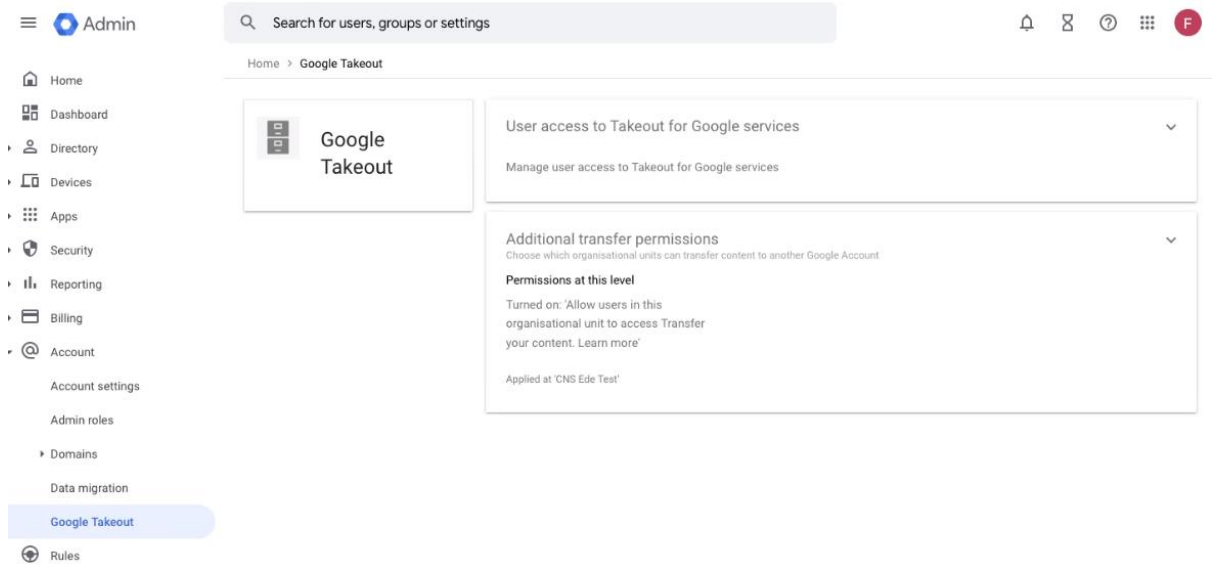 Admin
Search for users, groups or settings
F
Home > Google Takeout
Home
Dashboard
Directory
Devices
Apps
Security
Reporting
Billing
Account
Account settings
Admin roles
Domains
Data migration
Google Takeout
Rules
Google
Takeout
User access to Takeout for Google services
Manage user access to Takeout for Google services
Additional transfer permissions
Choose which organisational units can transfer content to another Google Account
Permissions at this level
Turned on: 'Allow users in this
organisational unit to access Transfer
your content. Learn more'
Applied at 'CNS Ede Test'